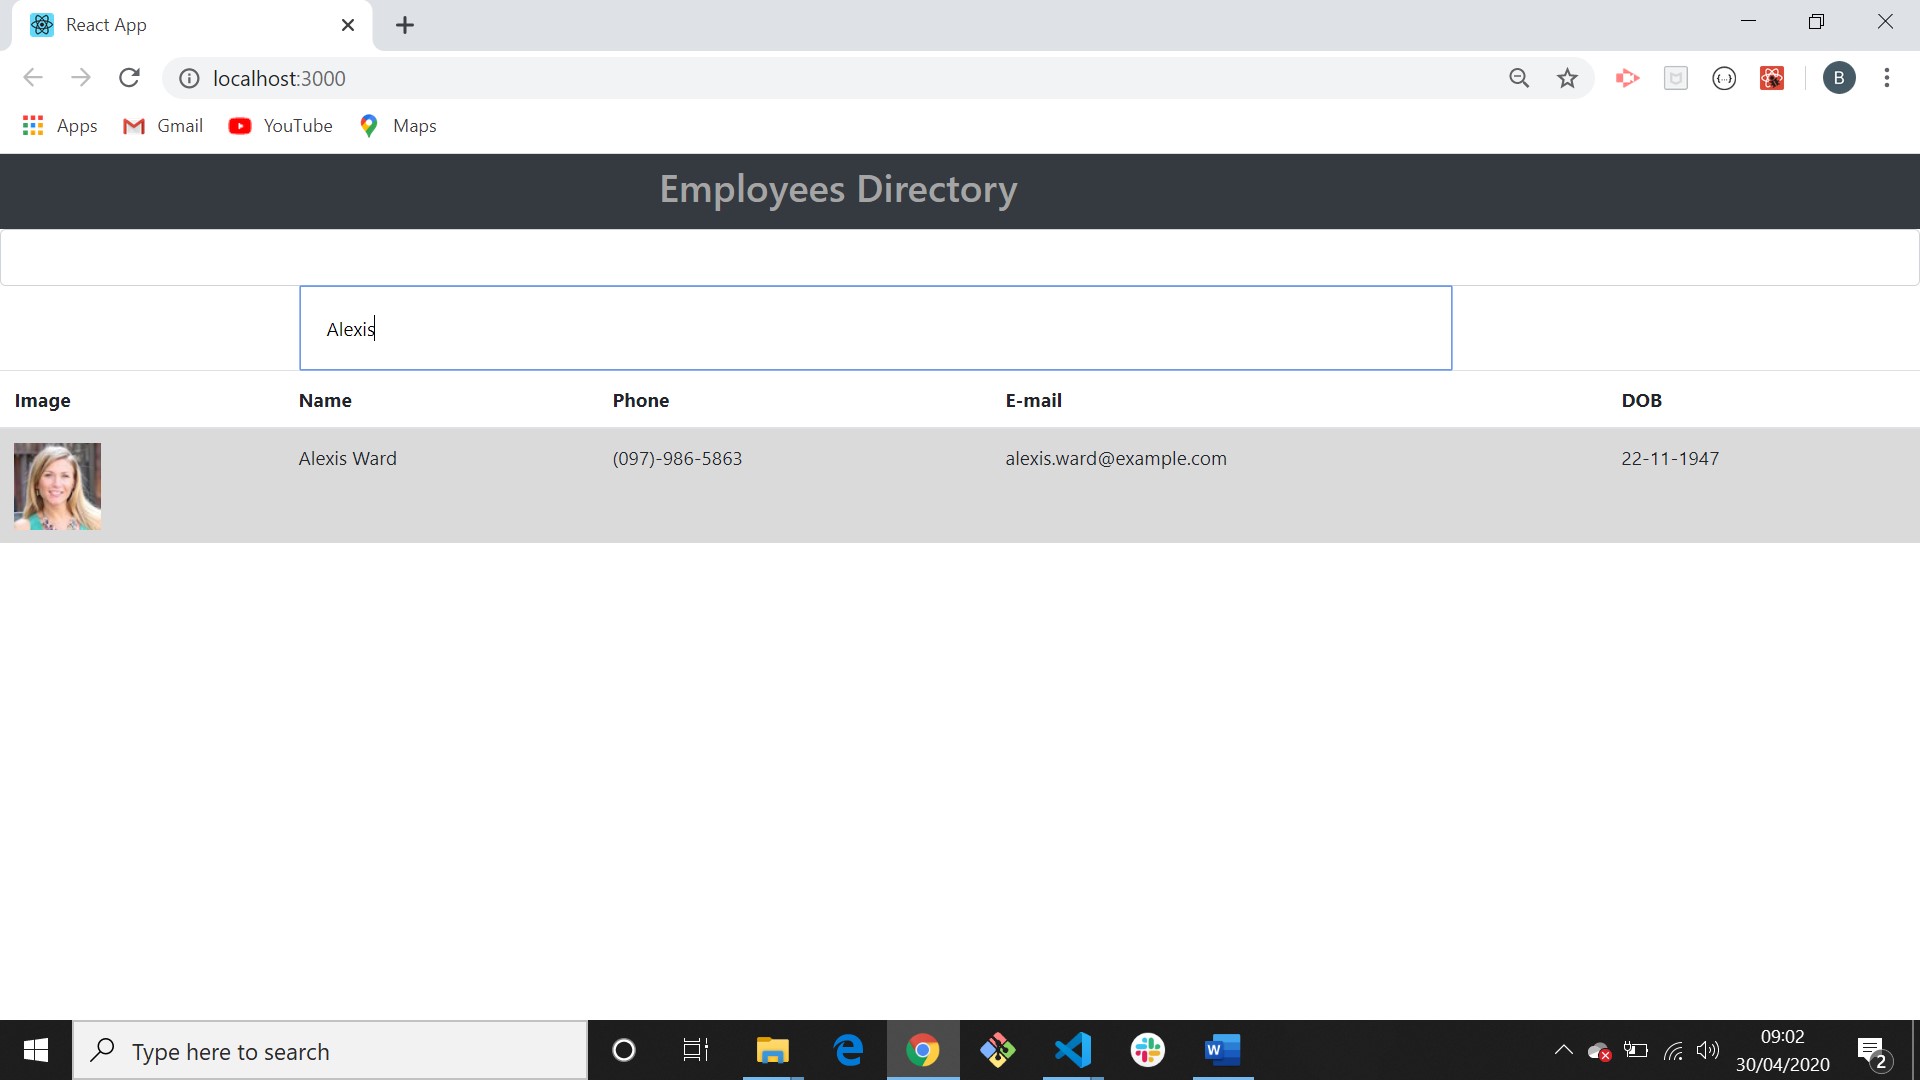 React App
localhost:3000
B
Apps Gmail YouTube Maps
Employees Directory
Alexis
Image Name Phone E-mail DOB
Alexis Ward (097)-986-5863 alexis.ward@example.com 22-11-1947
Type here to search
W
09:02
30/04/2020
2